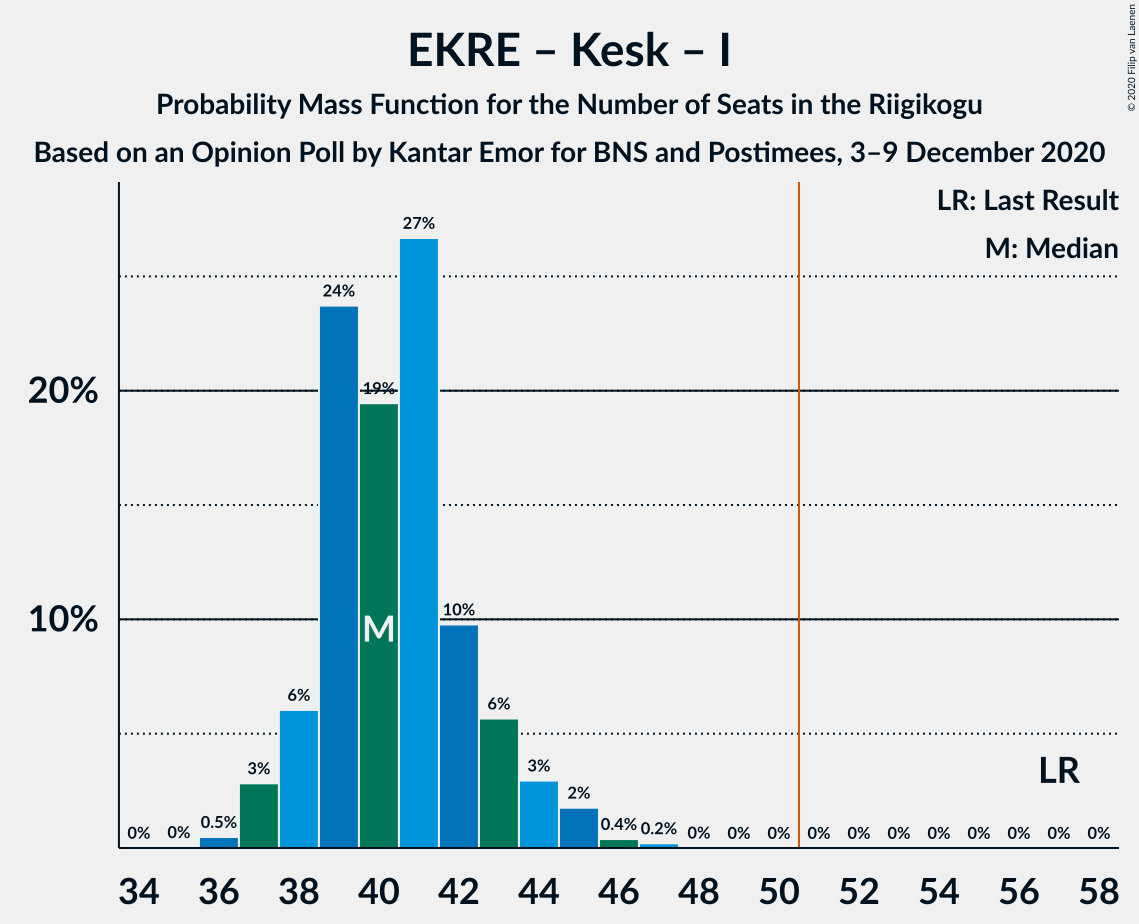 EKRE – Kesk – I
Probability Mass Function for the Number of Seats in the Riigikogu
Based on an Opinion Poll by Kantar Emor for BNS and Postimees, 3–9 December 2020
© 2020 Filip van Laenen
LR: Last Result
M: Median
27%
24%
19%
20%
10%
10%
M
6%
6%
3%
3%
2%
LR
0% 0% 0.5% 0.4% 0.2% 0% 0% 0% 0% 0% 0% 0% 0% 0% 0% 0%
34 36 38 40 42 44 46 48 50 52 54 56 58